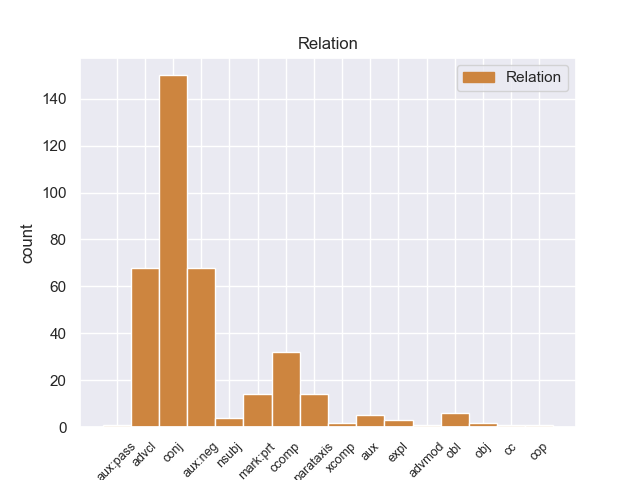 Relation
Relation
count
140
120
100
80
60
40
20
0
aux:pass
advcl
conj
aux:neg
nsubj
mark:prt
ccomp
parataxis
xcomp
aux
expl
advmod
obl
obj
cc
cop